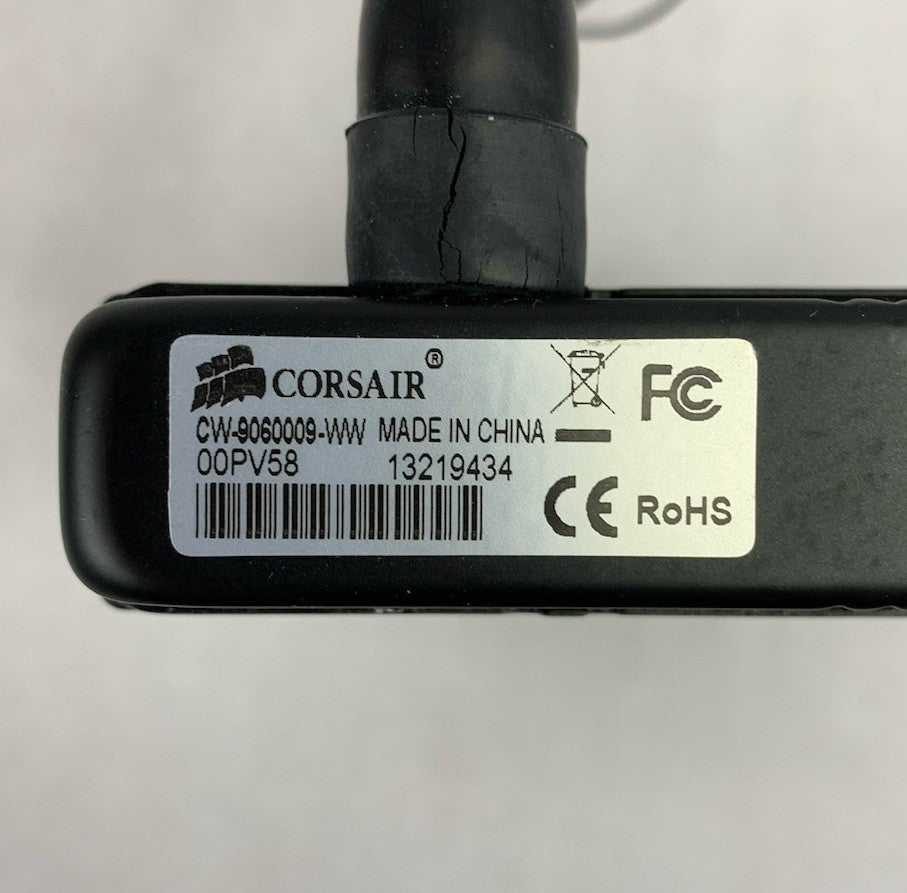 CORSAIR®
CW-9060009-WW MADE IN CHINA
00PV58 13219434
FC
CE RoHS